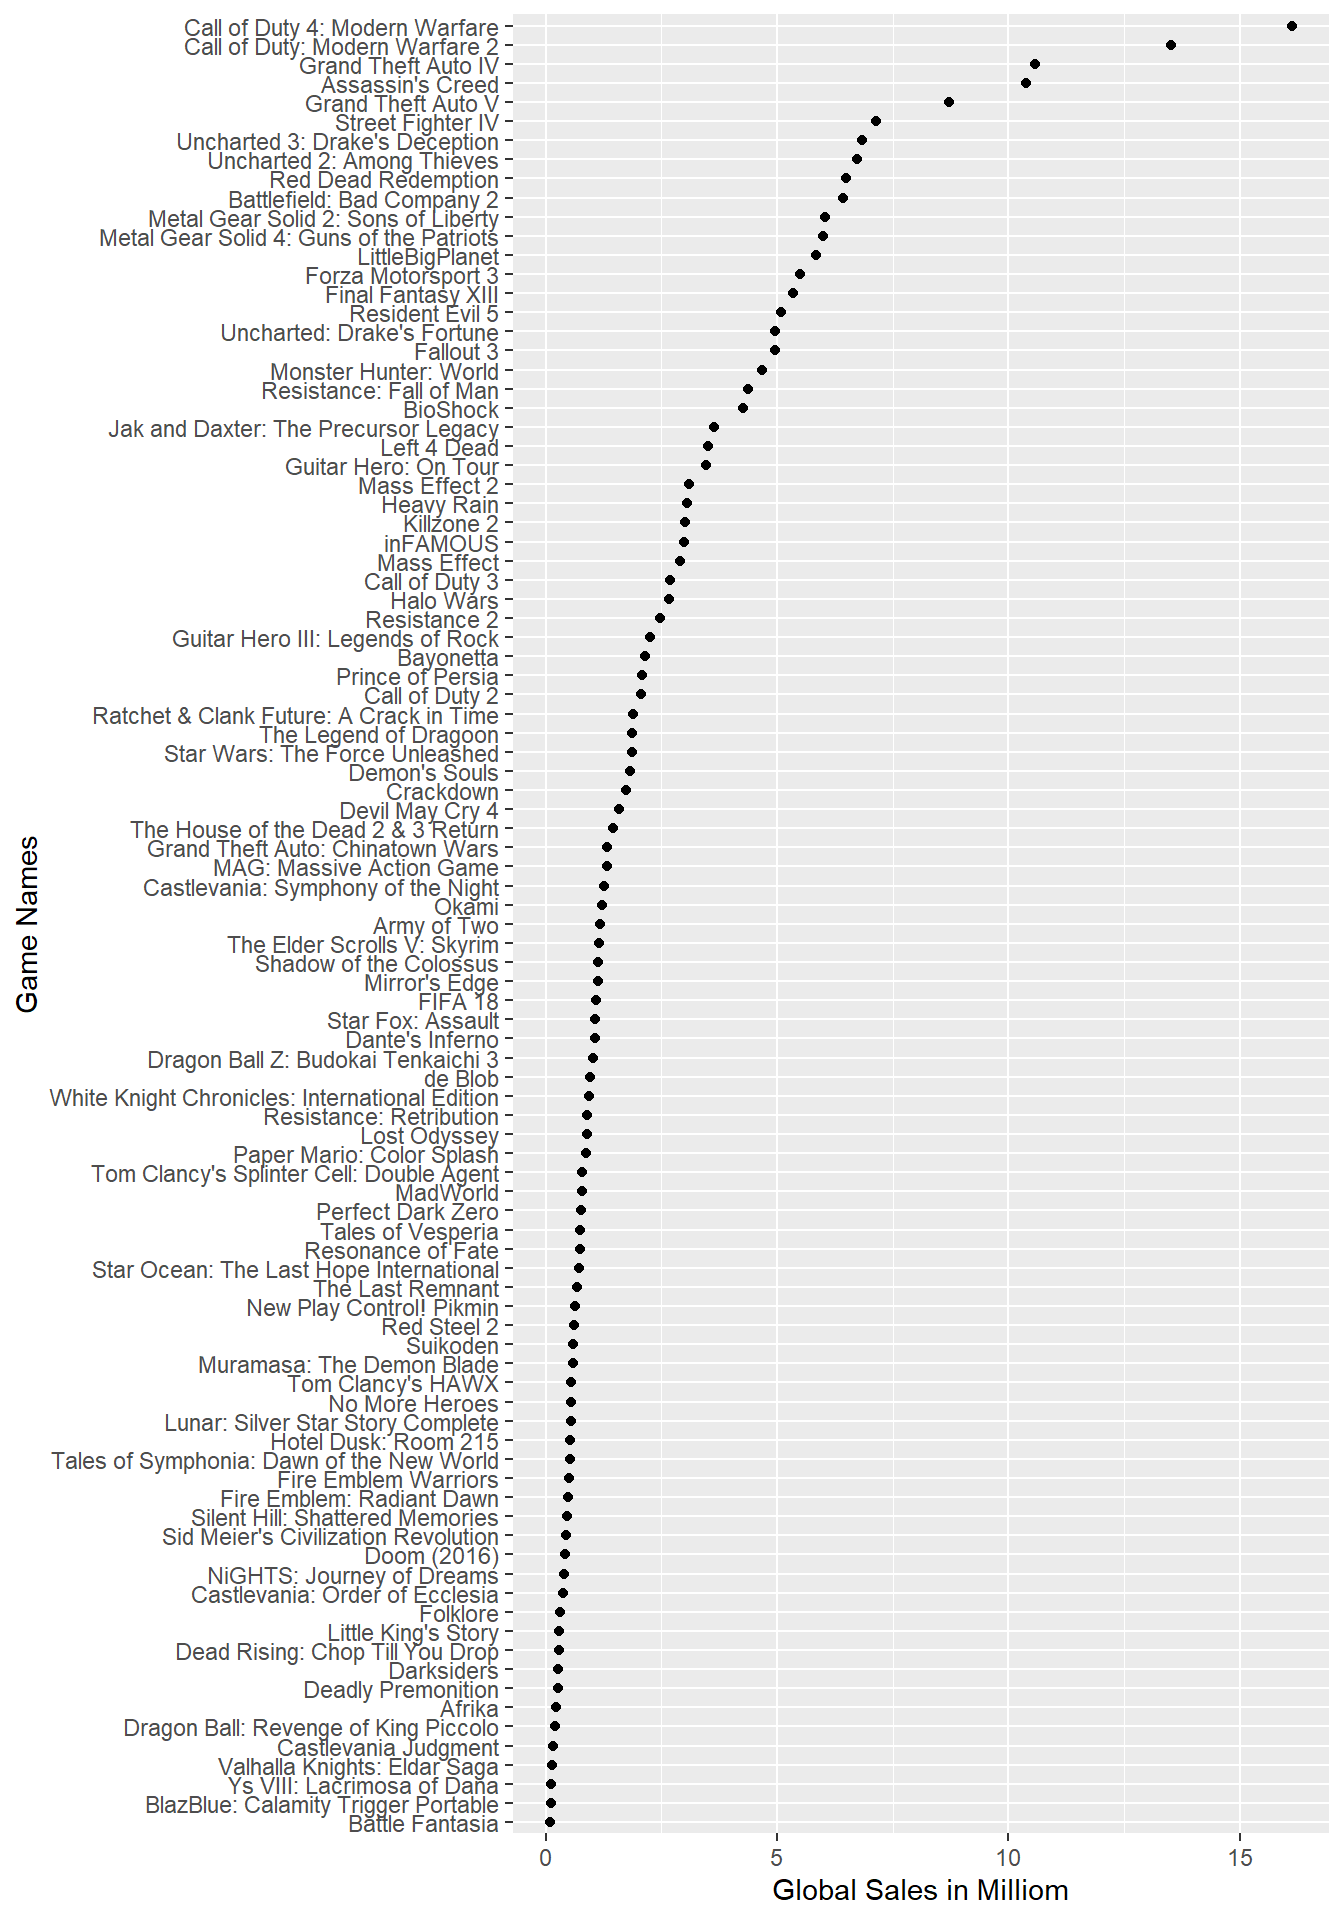 Call of Duty 4: Modern Warfare
Call of Duty: Modern Warfare 2
Grand Theft Auto IV
Assassin's Creed
Grand Theft Auto V
Street Fighter IV
Uncharted 3: Drake's Deception
Uncharted 2: Among Thieves
Red Dead Redemption
Battlefield: Bad Company 2
Metal Gear Solid 2: Sons of Liberty
Metal Gear Solid 4: Guns of the Patriots
LittleBigPlanet
Forza Motorsport 3
Final Fantasy XIII
Resident Evil 5
Uncharted: Drake's Fortune
Fallout 3
Monster Hunter: World
Resistance: Fall of Man
BioShock
Jak and Daxter: The Precursor Legacy
Left 4 Dead
Guitar Hero: On Tour
Mass Effect 2
Heavy Rain
Killzone 2
inFAMOUS
Mass Effect
Call of Duty 3
Halo Wars
Resistance 2
Guitar Hero III: Legends of Rock
Bayonetta
Prince of Persia
Call of Duty 2
Ratchet & Clank Future: A Crack in Time
The Legend of Dragoon
Star Wars: The Force Unleashed
Demon's Souls
Crackdown
Devil May Cry 4
The House of the Dead 2 & 3 Return
Grand Theft Auto: Chinatown Wars
MAG: Massive Action Game
Castlevania: Symphony of the Night
Okami
Army of Two
The Elder Scrolls V: Skyrim
Shadow of the Colossus
Mirror's Edge
FIFA 18
Star Fox: Assault
Dante's Inferno
Dragon Ball Z: Budokai Tenkaichi 3
de Blob
White Knight Chronicles: International Edition
Resistance: Retribution
Lost Odyssey
Paper Mario: Color Splash
Tom Clancy's Splinter Cell: Double Agent
MadWorld
Perfect Dark Zero
Tales of Vesperia
Resonance of Fate
Star Ocean: The Last Hope International
The Last Remnant
New Play Control! Pikmin
Red Steel 2
Suikoden
Muramasa: The Demon Blade
Tom Clancy's HAWX
No More Heroes
Lunar: Silver Star Story Complete
Hotel Dusk: Room 215
Tales of Symphonia: Dawn of the New World
Fire Emblem Warriors
Fire Emblem: Radiant Dawn
Silent Hill: Shattered Memories
Sid Meier's Civilization Revolution
Doom (2016)
NiGHTS: Journey of Dreams
Castlevania: Order of Ecclesia
Folklore
Little King's Story
Dead Rising: Chop Till You Drop
Darksiders
Deadly Premonition
Afrika
Dragon Ball: Revenge of King Piccolo
Castlevania Judgment
Valhalla Knights: Eldar Saga
Ys VIII: Lacrimosa of Dana
BlazBlue: Calamity Trigger Portable
Battle Fantasia
Game Names
0 5 10 15
Global Sales in Milliom